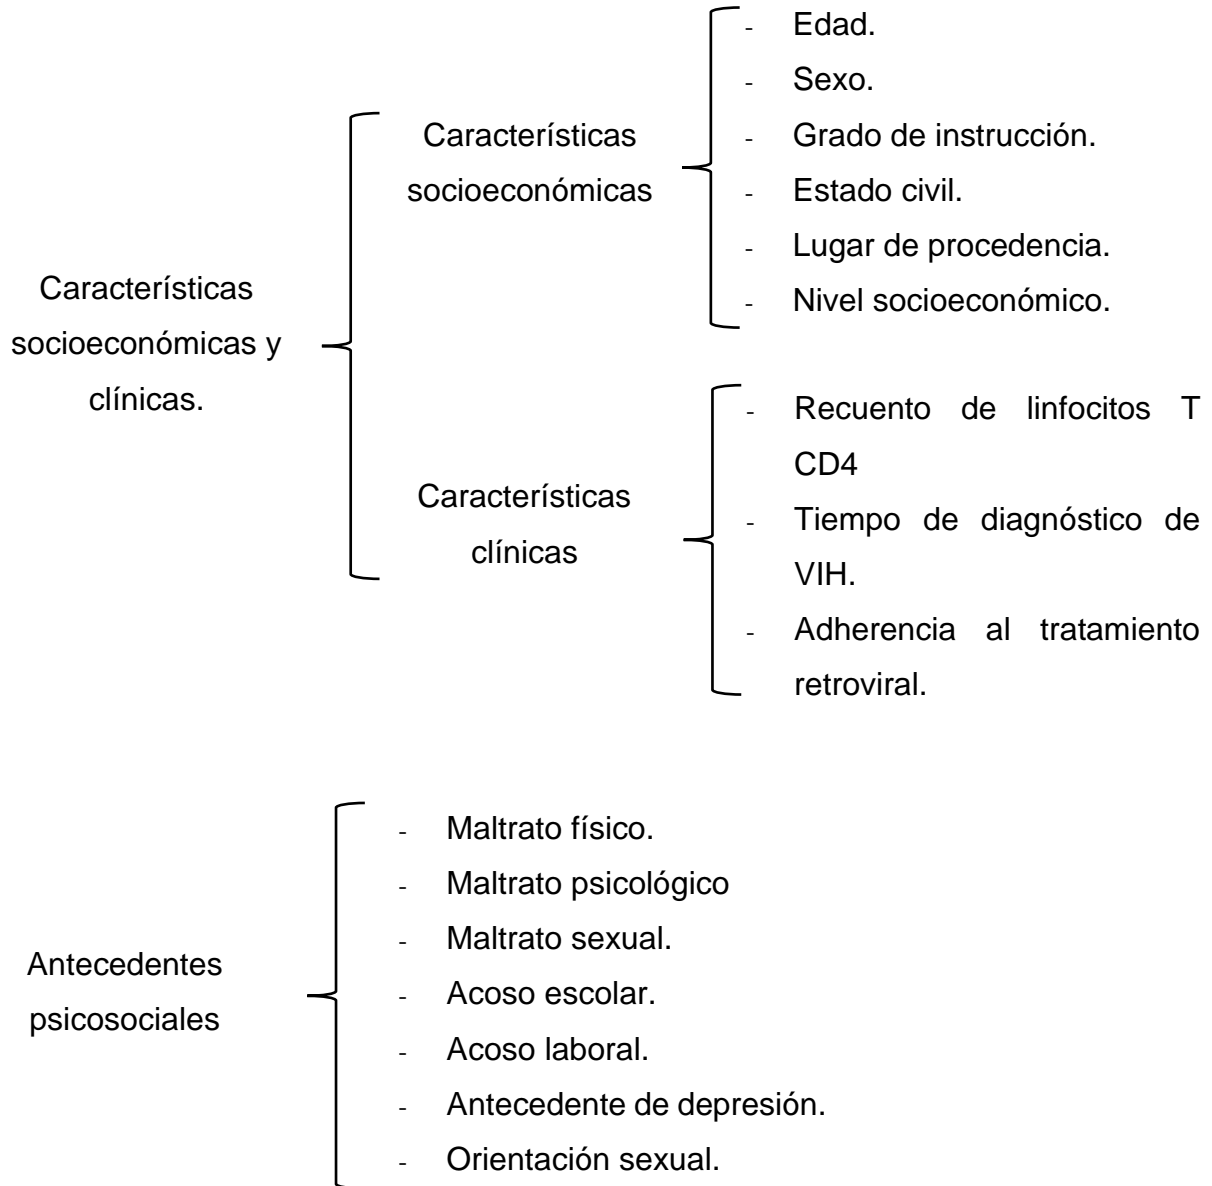 Características
socioeconómicas y
clínicas.
Características
socioeconómicas
- Edad.
- Sexo.
- Grado de instrucción.
- Estado civil.
- Lugar de procedencia.
- Nivel socioeconómico.
Características
clínicas
- Recuento de linfocitos T
CD4
- Tiempo de diagnóstico de
VIH.
- Adherencia al tratamiento
retroviral.
Antecedentes
psicosociales
- Maltrato físico.
- Maltrato psicológico
- Maltrato sexual.
- Acoso escolar.
- Acoso laboral.
- Antecedente de depresión.
- Orientación sexual.